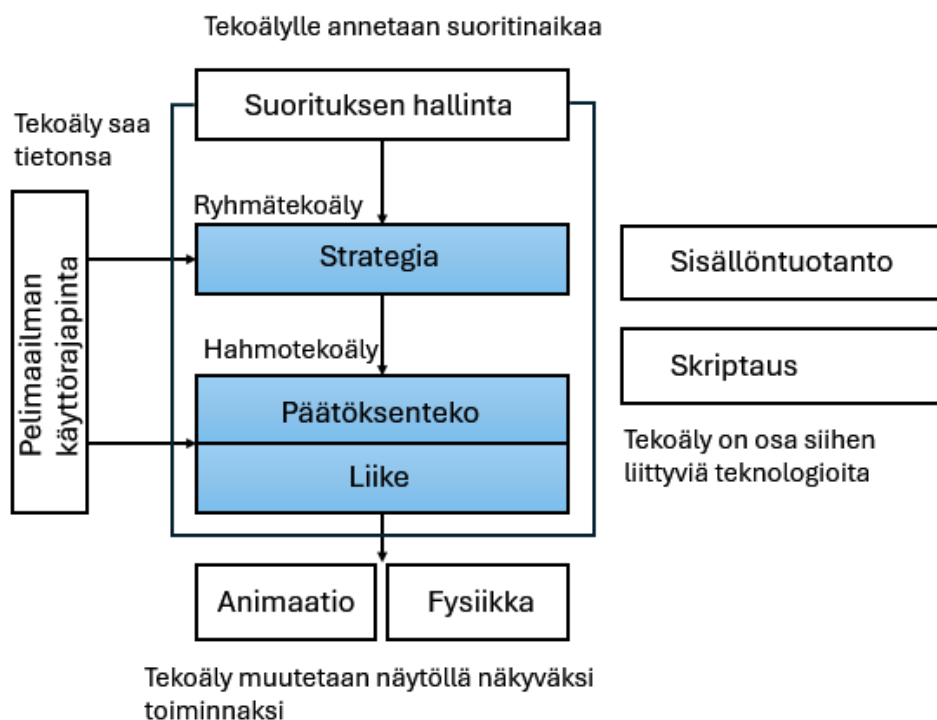 Tekoälylle annetaan suoritinaikaa
Suorituksen hallinta
Tekoäly saa
tietonsa
Pelimaailman
käyttörajapinta
Ryhmätekoäly
Strategia
Hahmotekoäly
Päätöksenteko
Liike
Sisällöntuotanto
Skriptaus
Tekoäly on osa siihen
liittyviä teknologioita
Animaatio
Fysiikka
Tekoäly muutetaan näytöllä näkyväksi
toiminnaksi